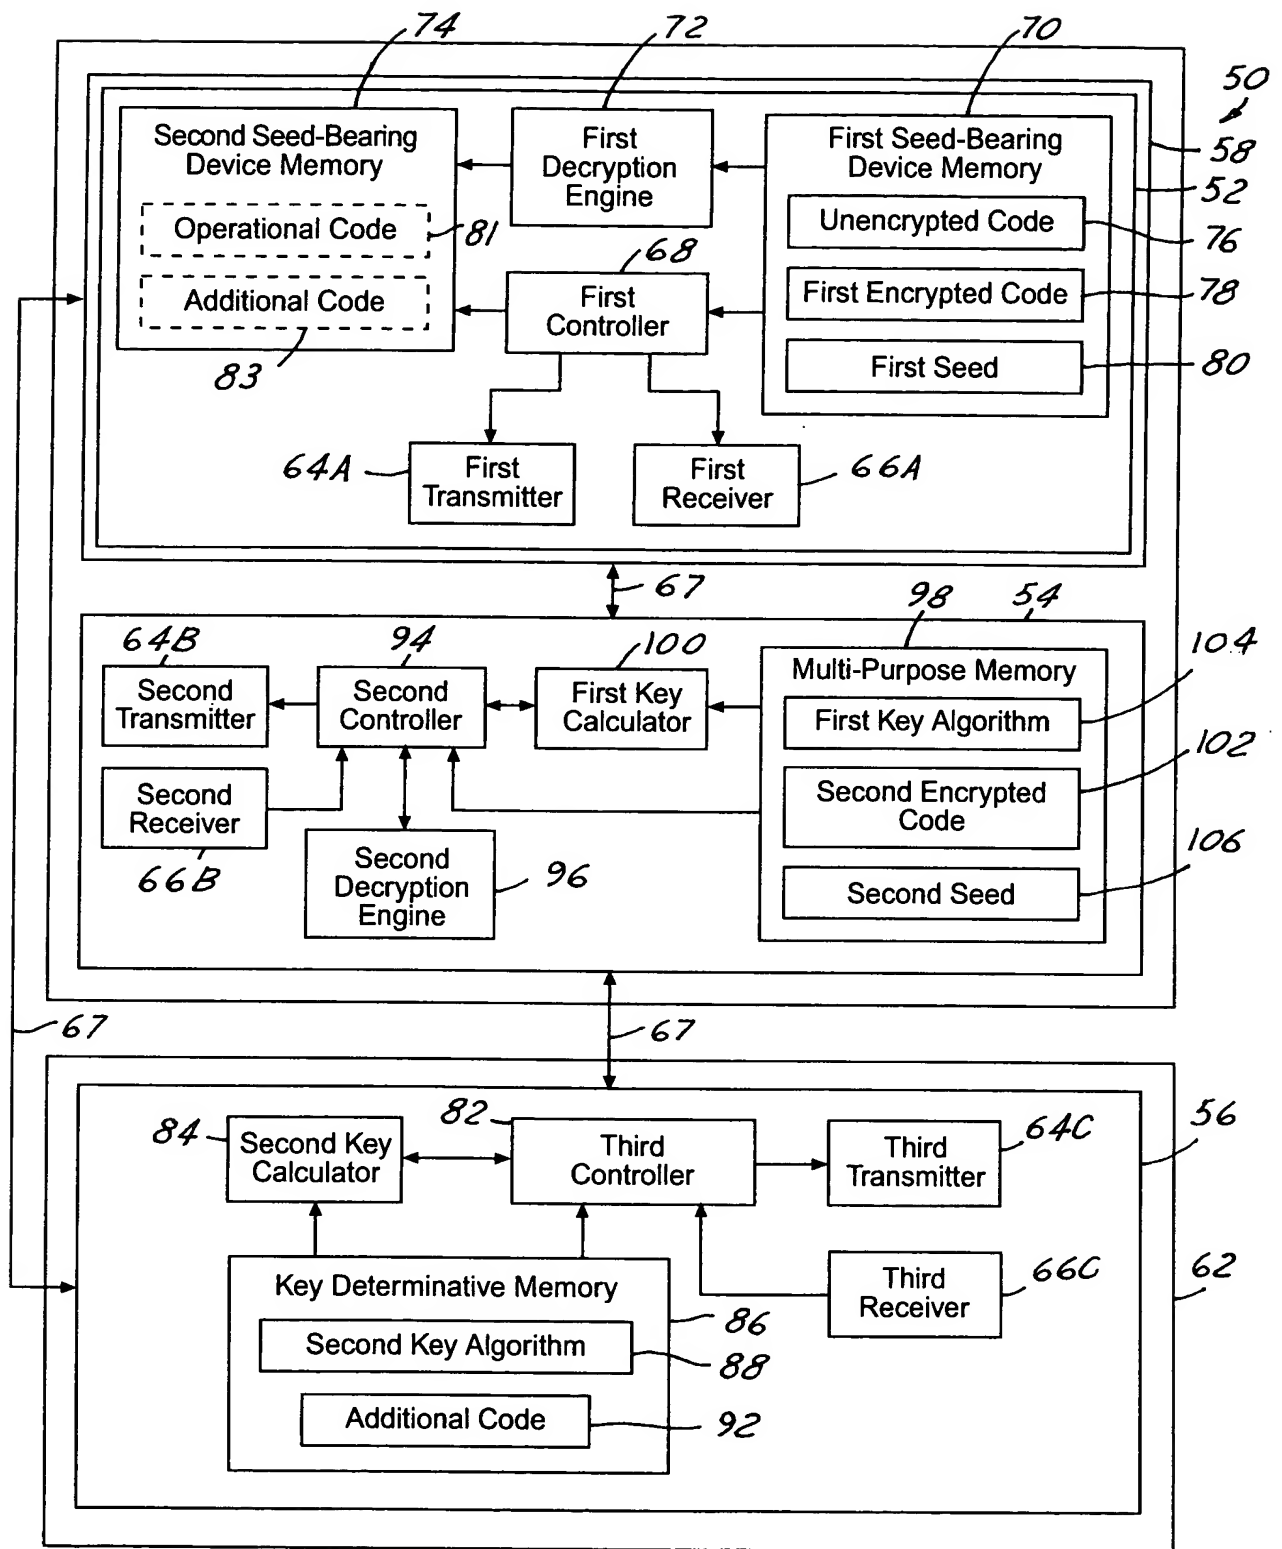 74
72
70
50
58
52
Second Seed-Bearing
Device Memory
Operational Code
81
Additional Code
83
First
Decryption
Engine
68
First
Controller
First Seed-Bearing
Device Memory
Unencrypted Code
76
First Encrypted Code
78
First Seed
80
64A
First
Transmitter
First
Receiver
66A
67
54
64B
94
100
98
104
Second
Transmitter
Second
Controller
First Key
Calculator
Multi-Purpose Memory
First Key Algorithm
102
Second
Receiver
66B
Second
Decryption
Engine
96
Second Encrypted
Code
106
Second Seed
67
67
84
Second Key
Calculator
82
Third
Controller
Third
Transmitter
64C
56
Key Determinative Memory
86
Second Key Algorithm
88
Additional Code
92
Third
Receiver
66C
62